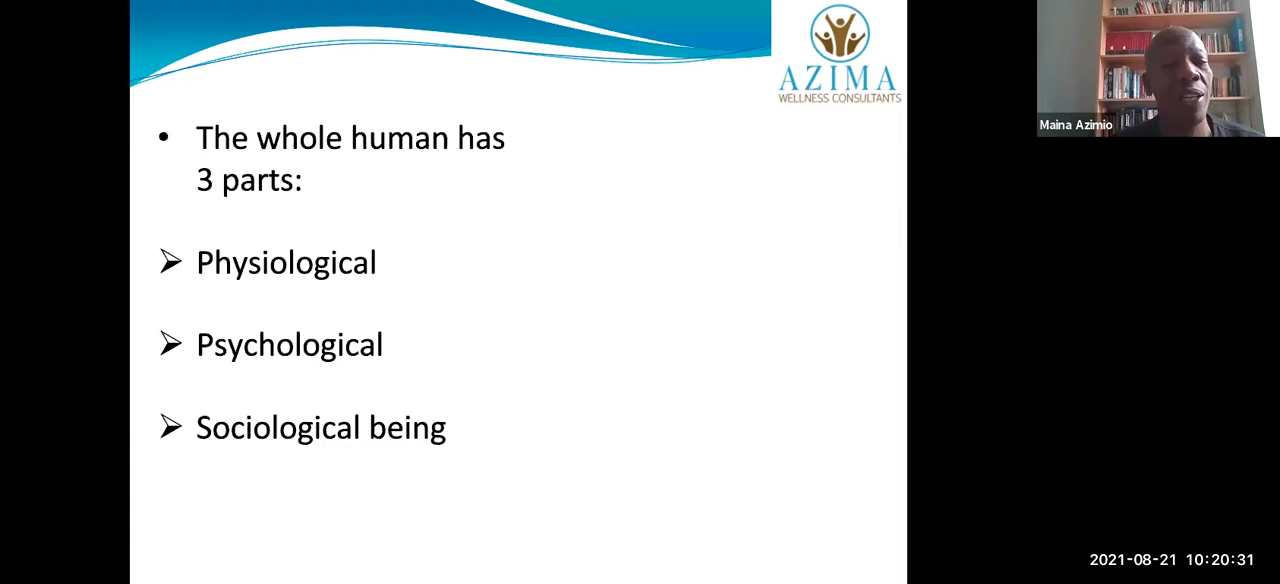 AZIMA
WELLNESS CONSULTANTS
Maina Azimio
• The whole human has
3 parts:
➢ Physiological
➢ Psychological
➢ Sociological being
2021-08-21 10:20:31